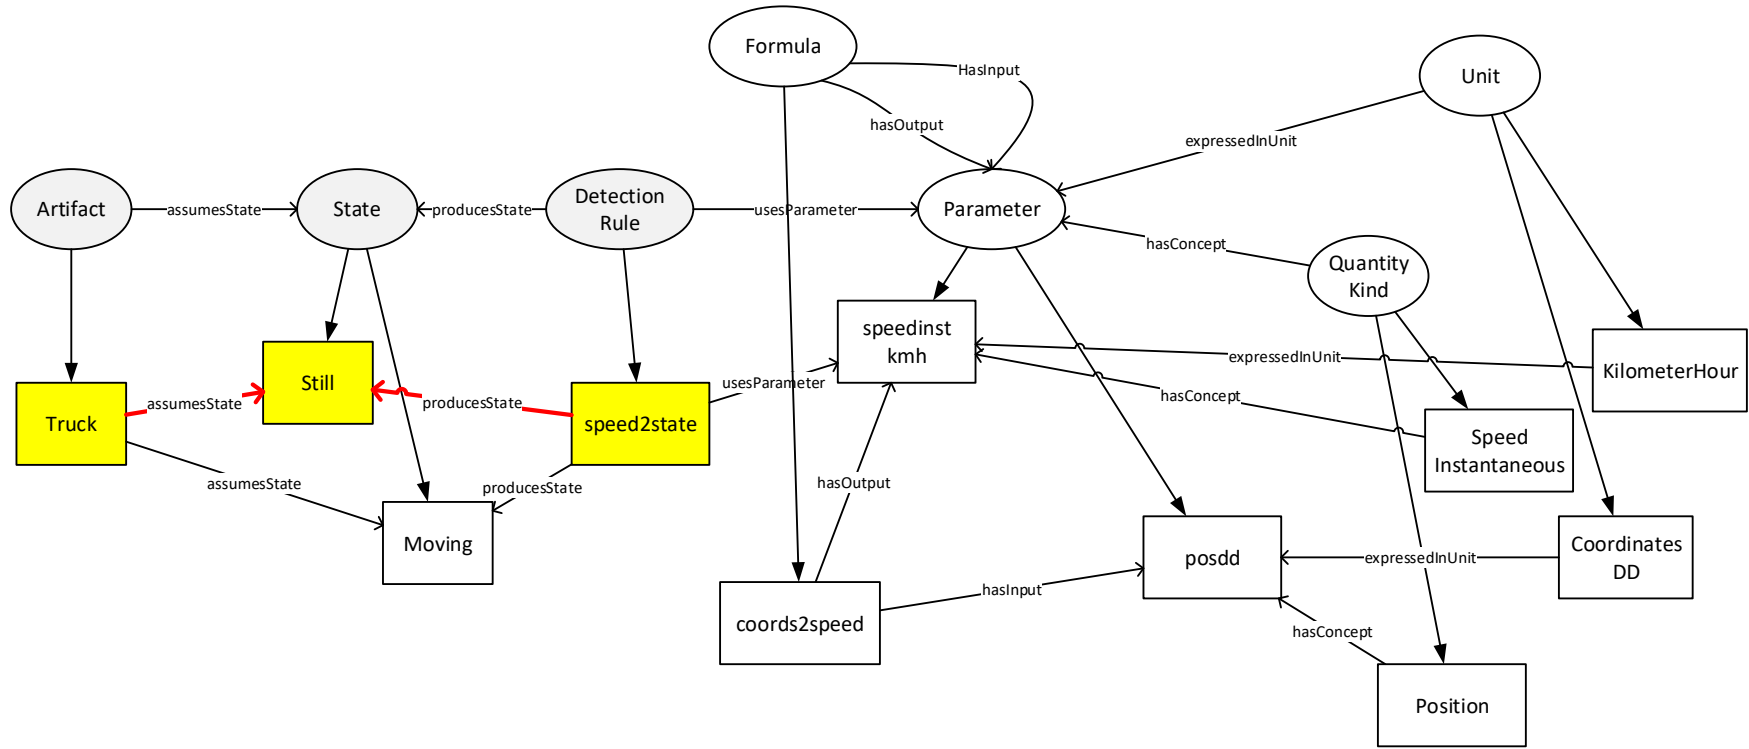 Formula
HasInput
Unit
hasOutput
expressedInUnit
Artifact
assumesState
State
producesState
Detection
Rule
usesParameter
Parameter
hasConcept
Quantity
Kind
speedinst
kmh
expressedInUnit
KilometerHour
Still
usesParameter
hasConcept
assumesState
producesState
Truck
speed2state
Speed
Instantaneous
assumesState
producesState
hasOutput
Moving
posdd
expressedInUnit
Coordinates
DD
hasInput
coords2speed
hasConcept
Position